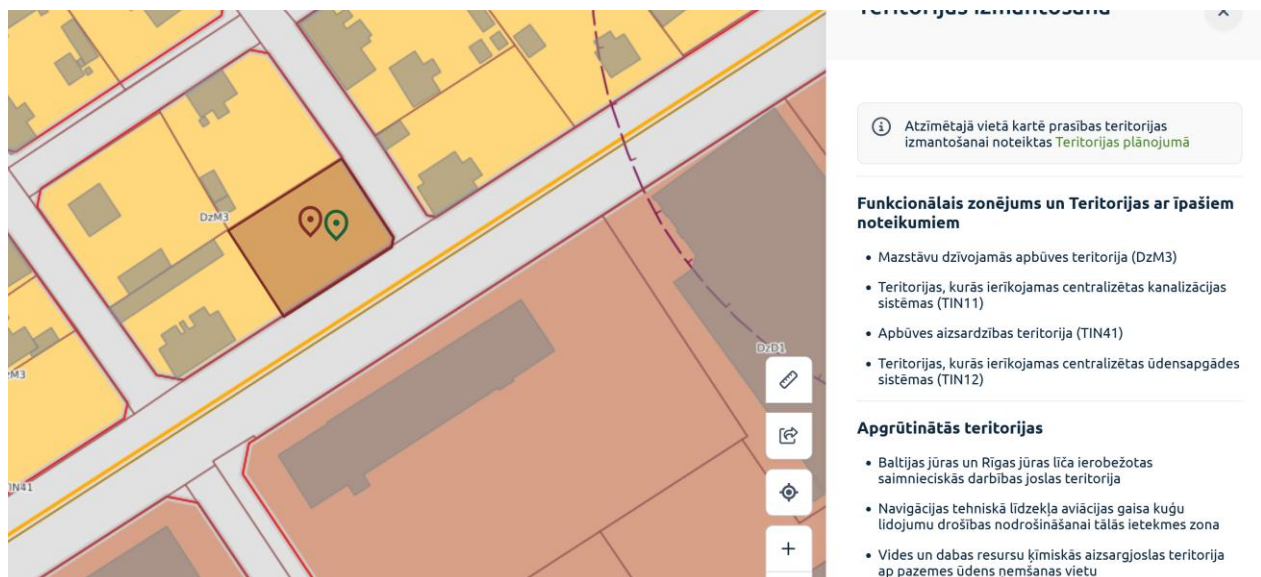 Teritorijas izmantošana
Atzīmētajā vietā kartē prasības teritorijas
izmantošanai noteiktas Teritorijas plānojumā
Funkcionālais zonējums un Teritorijas ar īpašiem
noteikumiem
• Mazstāvu dzīvojamās apbūves teritorija (DzM3)
• Teritorijas, kurās ierīkojamas centralizētas kanalizācijas
sistēmas (TIN11)
• Apbūves aizsardzības teritorija (TIN41)
• Teritorijas, kurās ierīkojamas centralizētas ūdensapgādes
sistēmas (TIN12)
Apgrūtinātās teritorijas
• Baltijas jūras un Rīgas jūras līča ierobežotas
saimnieciskās darbības joslas teritorija
• Navigācijas tehniskā līdzekļa aviācijas gaisa kuģu
lidojumu drošības nodrošināšanai tālās ietekmes zona
• Vides un dabas resursu ķīmiskās aizsargjoslas teritorija
ap pazemes ūdens ņemšanas vietu
DzM3
DzD1
M3
IN41